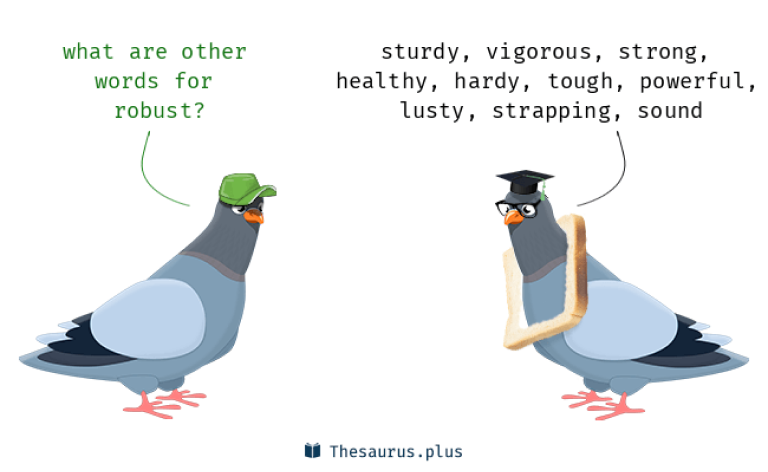 what are other
words for
robust?
sturdy, vigorous, strong,
healthy, hardy, tough, powerful,
lusty, strapping, sound
Thesaurus.plus